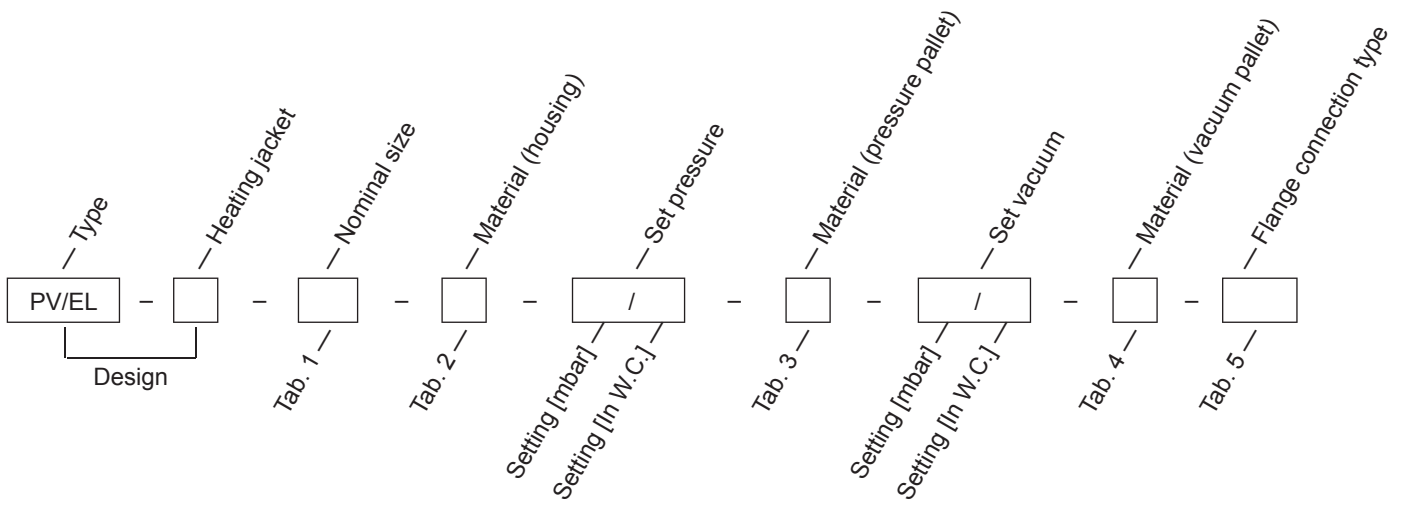 Type
Heating jacket
Nominal size
Material (housing)
Set pressure
Material (pressure pallet)
Set vacuum
Material (vacuum pallet)
Flange connection type
PV/EL – – – – / – – / – –
Design
Tab. 1
Tab. 2
Setting [mbar]
Setting [In W.C.]
Tab. 3
Setting [mbar]
Setting [In W.C.]
Tab. 4
Tab. 5